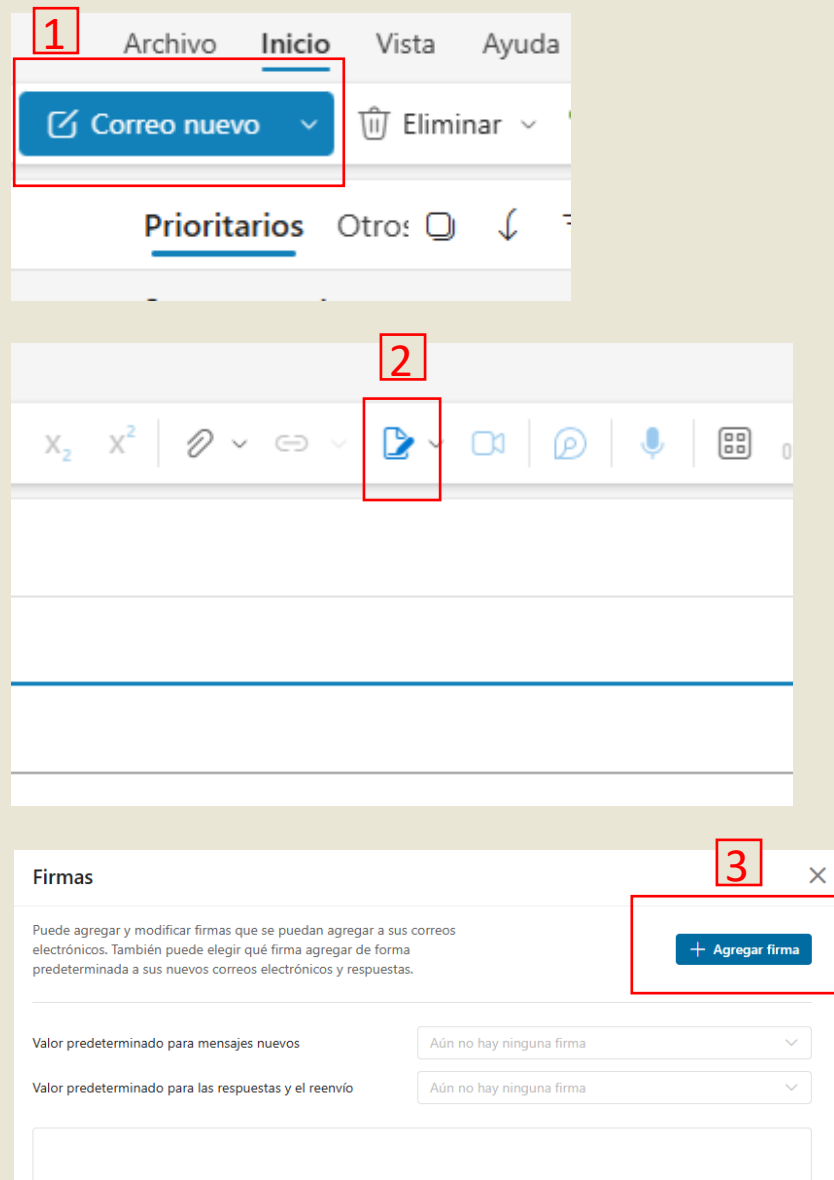 1
Archivo Inicio Vista Ayuda
Correo nuevo Eliminar
Prioritarios Otros
2
X₂ X²
3
Firmas
Puede agregar y modificar firmas que se puedan agregar a sus correos
electrónicos. También puede elegir qué firma agregar de forma
predeterminada a sus nuevos correos electrónicos y respuestas.
+ Agregar firma
Valor predeterminado para mensajes nuevos Aún no hay ninguna firma
Valor predeterminado para las respuestas y el reenvío Aún no hay ninguna firma